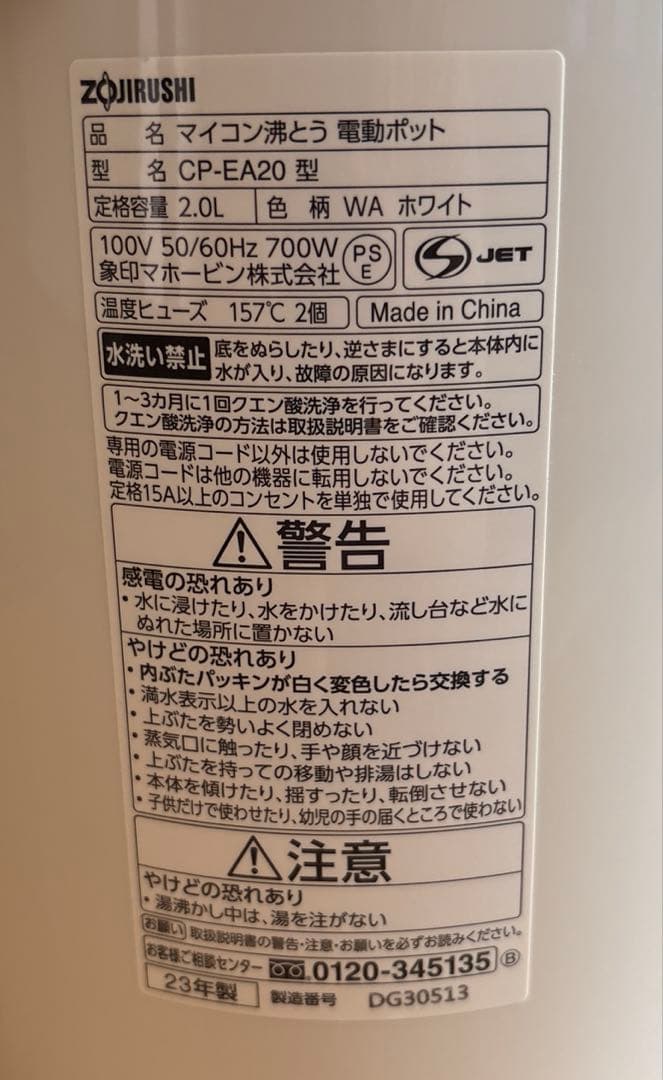 ZOJIRUSHI
品 名 マイコン沸とう 電動ポット
型 名 CP-EA20 型
定格容量 2.0L 色 柄 WA ホワイト
100V 50/60Hz 700W
象印マホービン株式会社
PS
E
S JET
温度ヒューズ 157℃ 2個 Made in China
水洗い禁止 底をぬらしたり、逆さまにすると本体内に
水が入り、故障の原因になります。
1〜3カ月に1回クエン酸洗浄を行ってください。
クエン酸洗浄の方法は取扱説明書をご確認ください。
専用の電源コード以外は使用しないでください。
電源コードは他の機器に転用しないでください。
定格15A以上のコンセントを単独で使用してください。
警告
感電の恐れあり
・水に浸けたり、水をかけたり、流し台など水に
ぬれた場所に置かない
やけどの恐れあり
・内ぶたパッキンが白く変色したら交換する
・満水表示以上の水を入れない
・上ぶたを勢いよく閉めない
・蒸気口に触ったり、手や顔を近づけない
・上ぶたを持っての移動や排湯はしない
・本体を傾けたり、揺すったり、転倒させない
・子供だけで使わせたり、幼児の手の届くところで使わない
注意
やけどの恐れあり
・湯沸かし中は、湯を注がない
お願い 取扱説明書の警告・注意・お願いを必ずお読みください。
お客様ご相談センター 0120-345135 B
23年製 製造番号 DG30513